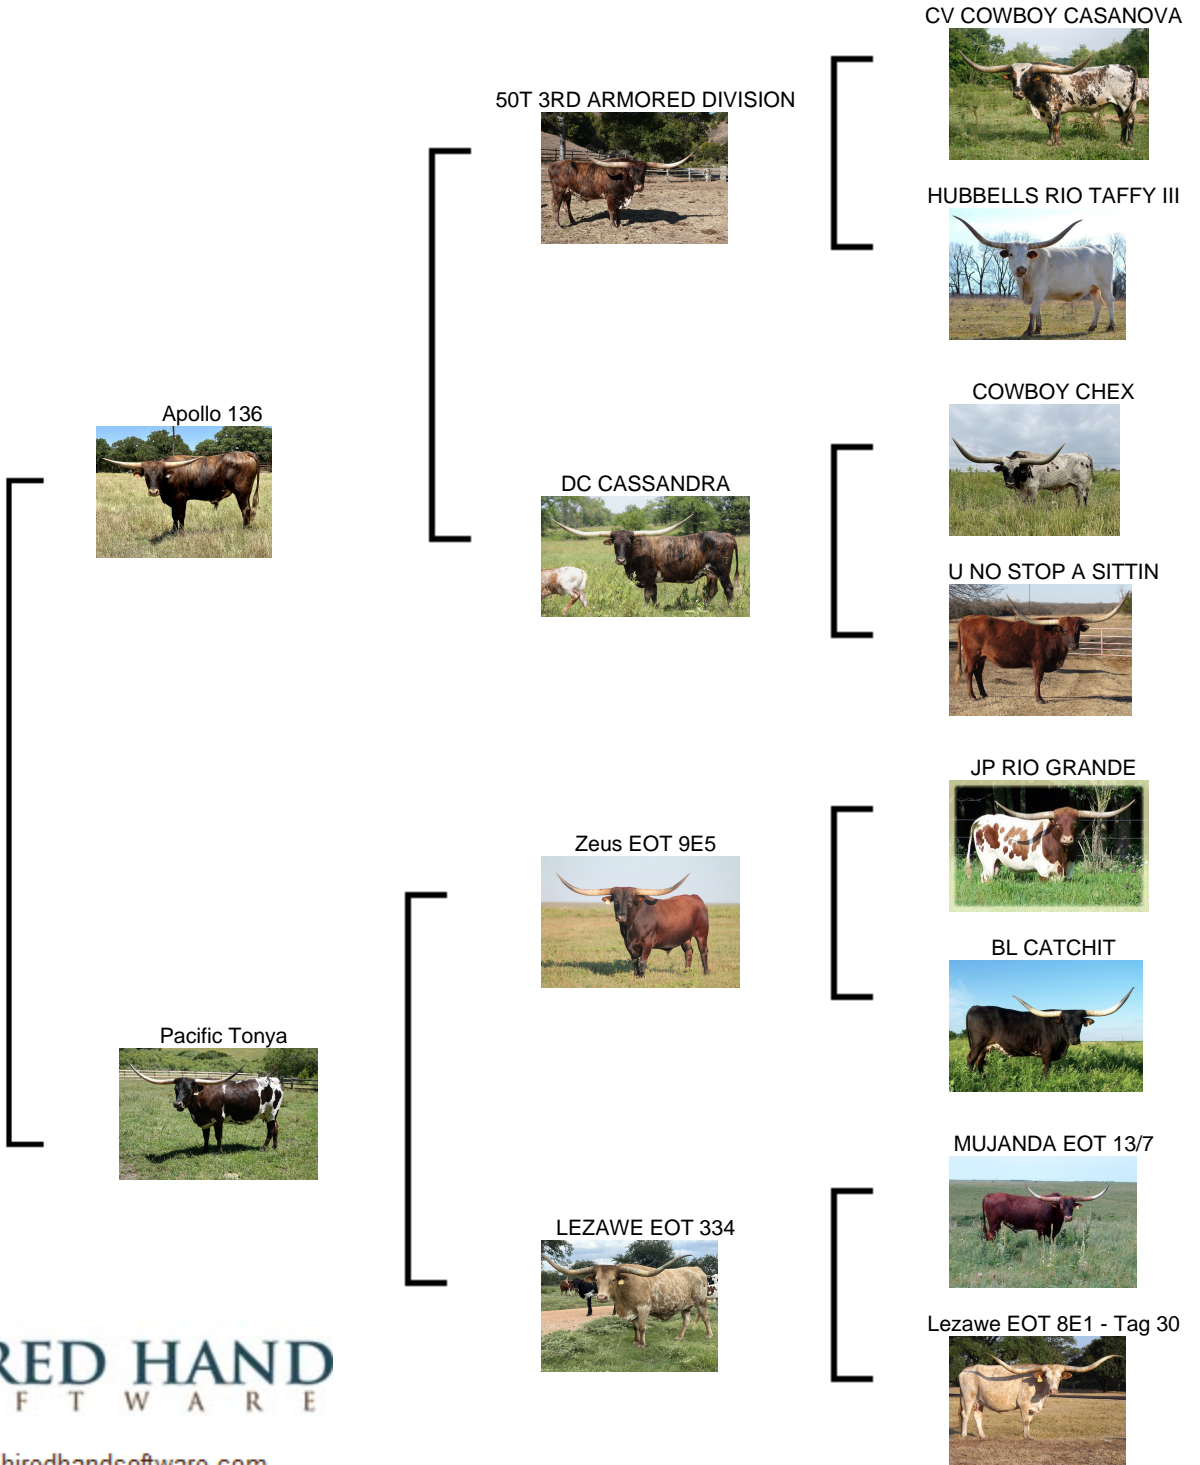 CV COWBOY CASANOVA
50T 3RD ARMORED DIVISION
HUBBELLS RIO TAFFY III
Apollo 136
COWBOY CHEX
DC CASSANDRA
U NO STOP A SITTIN
JP RIO GRANDE
Zeus EOT 9E5
BL CATCHIT
Pacific Tonya
MUJANDA EOT 13/7
LEZAWE EOT 334
Lezawe EOT 8E1 - Tag 30
RED HAND
F T W A R E
hiredhandsoftware.com